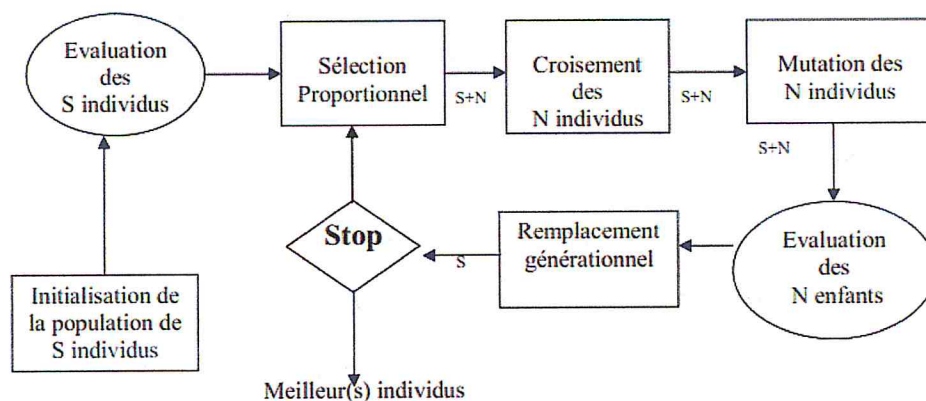 Evaluation
des
S individus
Sélection
Proportionnel
S+N
Croisement
des
N individus
S+N
Mutation des
N individus
S+N
Evaluation
des
N enfants
Remplacement
générationnel
S
Stop
Initialisation de
la population de
S individus
Meilleur(s) individus